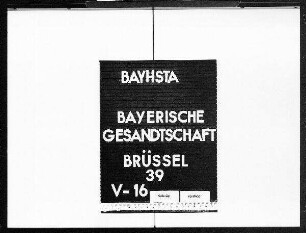 BAYHSTA
BAYERISCHE
GESANDTSCHAFT
BRÜSSEL
39
V-16